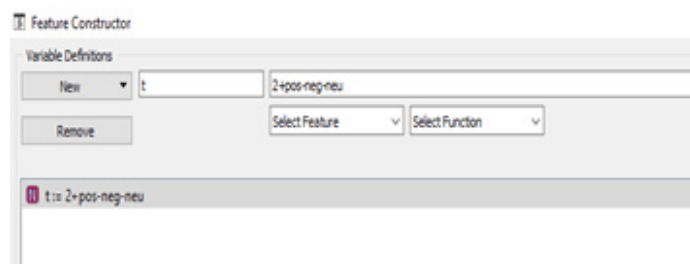 Feature Constructor
Variable Definitions
New t 2+pos-neg-neu
Remove Select Feature Select Function
N t := 2+pos-neg-neu